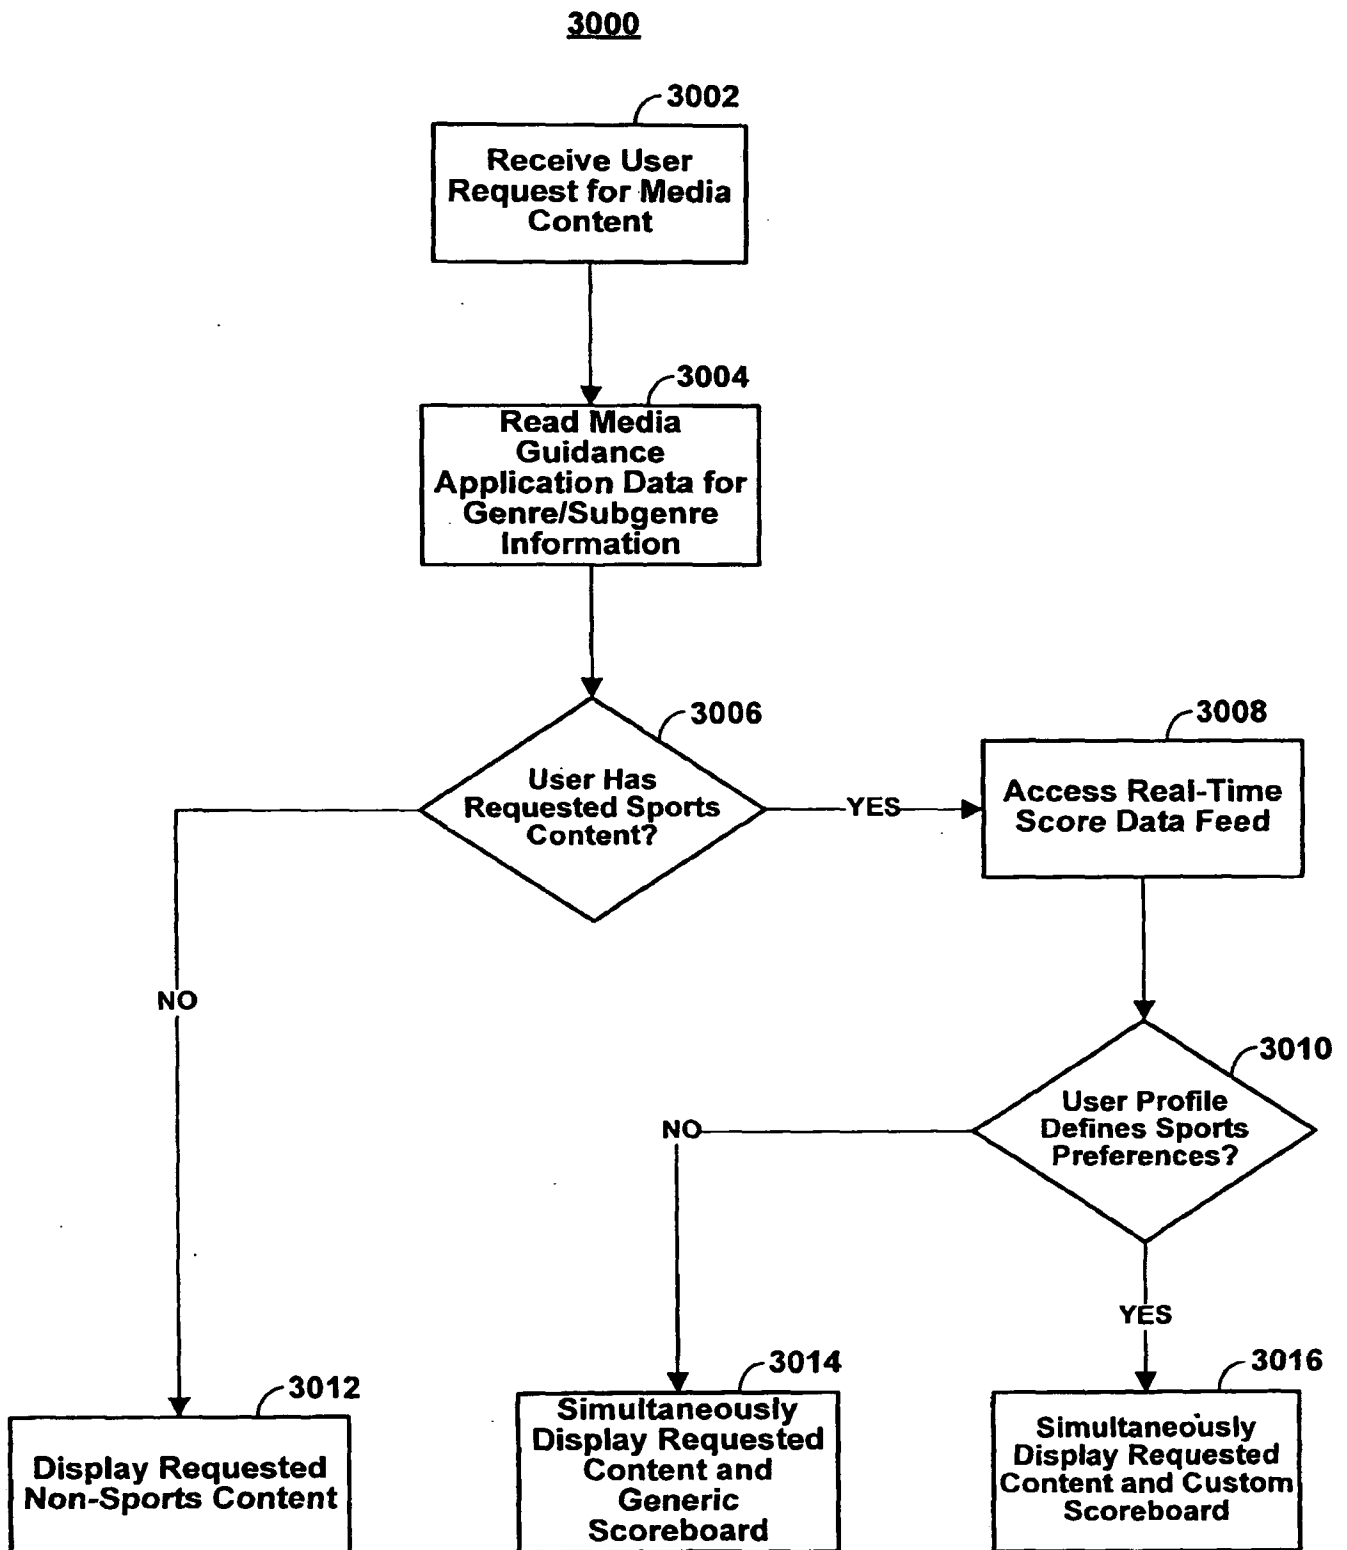 3000
3002
Receive User
Request for Media
Content
3004
Read Media
Guidance
Application Data for
Genre/Subgenre
Information
3006
User Has
Requested Sports
Content?
YES
3008
Access Real-Time
Score Data Feed
NO
3010
User Profile
Defines Sports
Preferences?
NO
YES
3012
Display Requested
Non-Sports Content
3014
Simultaneously
Display Requested
Content and
Generic
Scoreboard
3016
Simultaneously
Display Requested
Content and Custom
Scoreboard